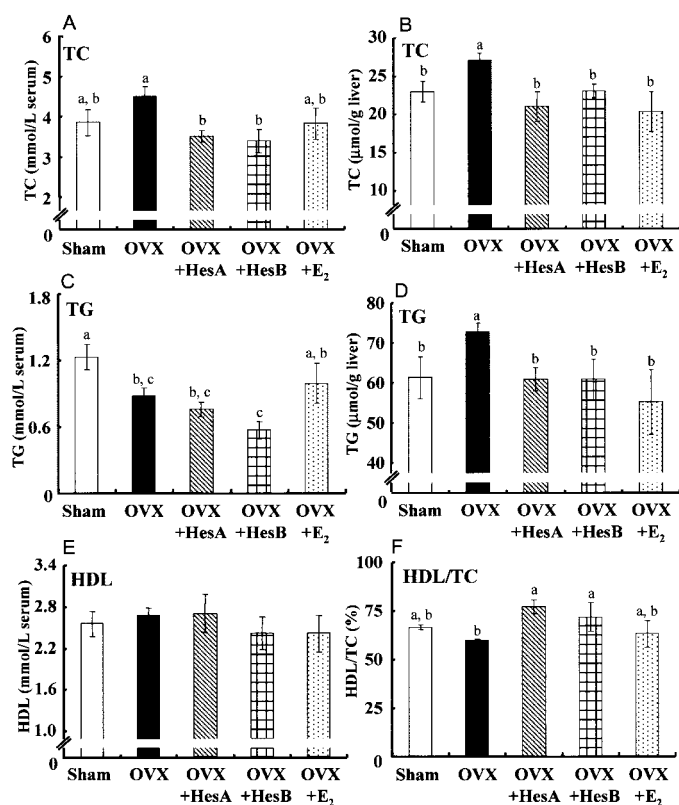 A
TC
TC (mmol/L serum)
6
5
4
3
2
0
a, b
a
b
b
a, b
Sham OVX OVX OVX OVX
+HesA +HesB +E2
B
TC
TC (μmol/g liver)
30
25
20
15
10
0
b
a
b
b
b
Sham OVX OVX OVX OVX
+HesA +HesB +E2
C
TG
TG (mmol/L serum)
1.8
1.2
0.6
0
a
b, c
b, c
c
a, b
Sham OVX OVX OVX OVX
+HesA +HesB +E2
D
TG
TG (μmol/g liver)
80
70
60
50
40
0
b
a
b
b
b
Sham OVX OVX OVX OVX
+HesA +HesB +E2
E
HDL
HDL (mmol/L serum)
3.4
2.8
2.2
1.6
1.0
0
Sham OVX OVX OVX OVX
+HesA +HesB +E2
F
HDL/TC
HDL/TC (%)
100
75
50
25
0
a, b
b
a
a
a, b
Sham OVX OVX OVX OVX
+HesA +HesB +E2